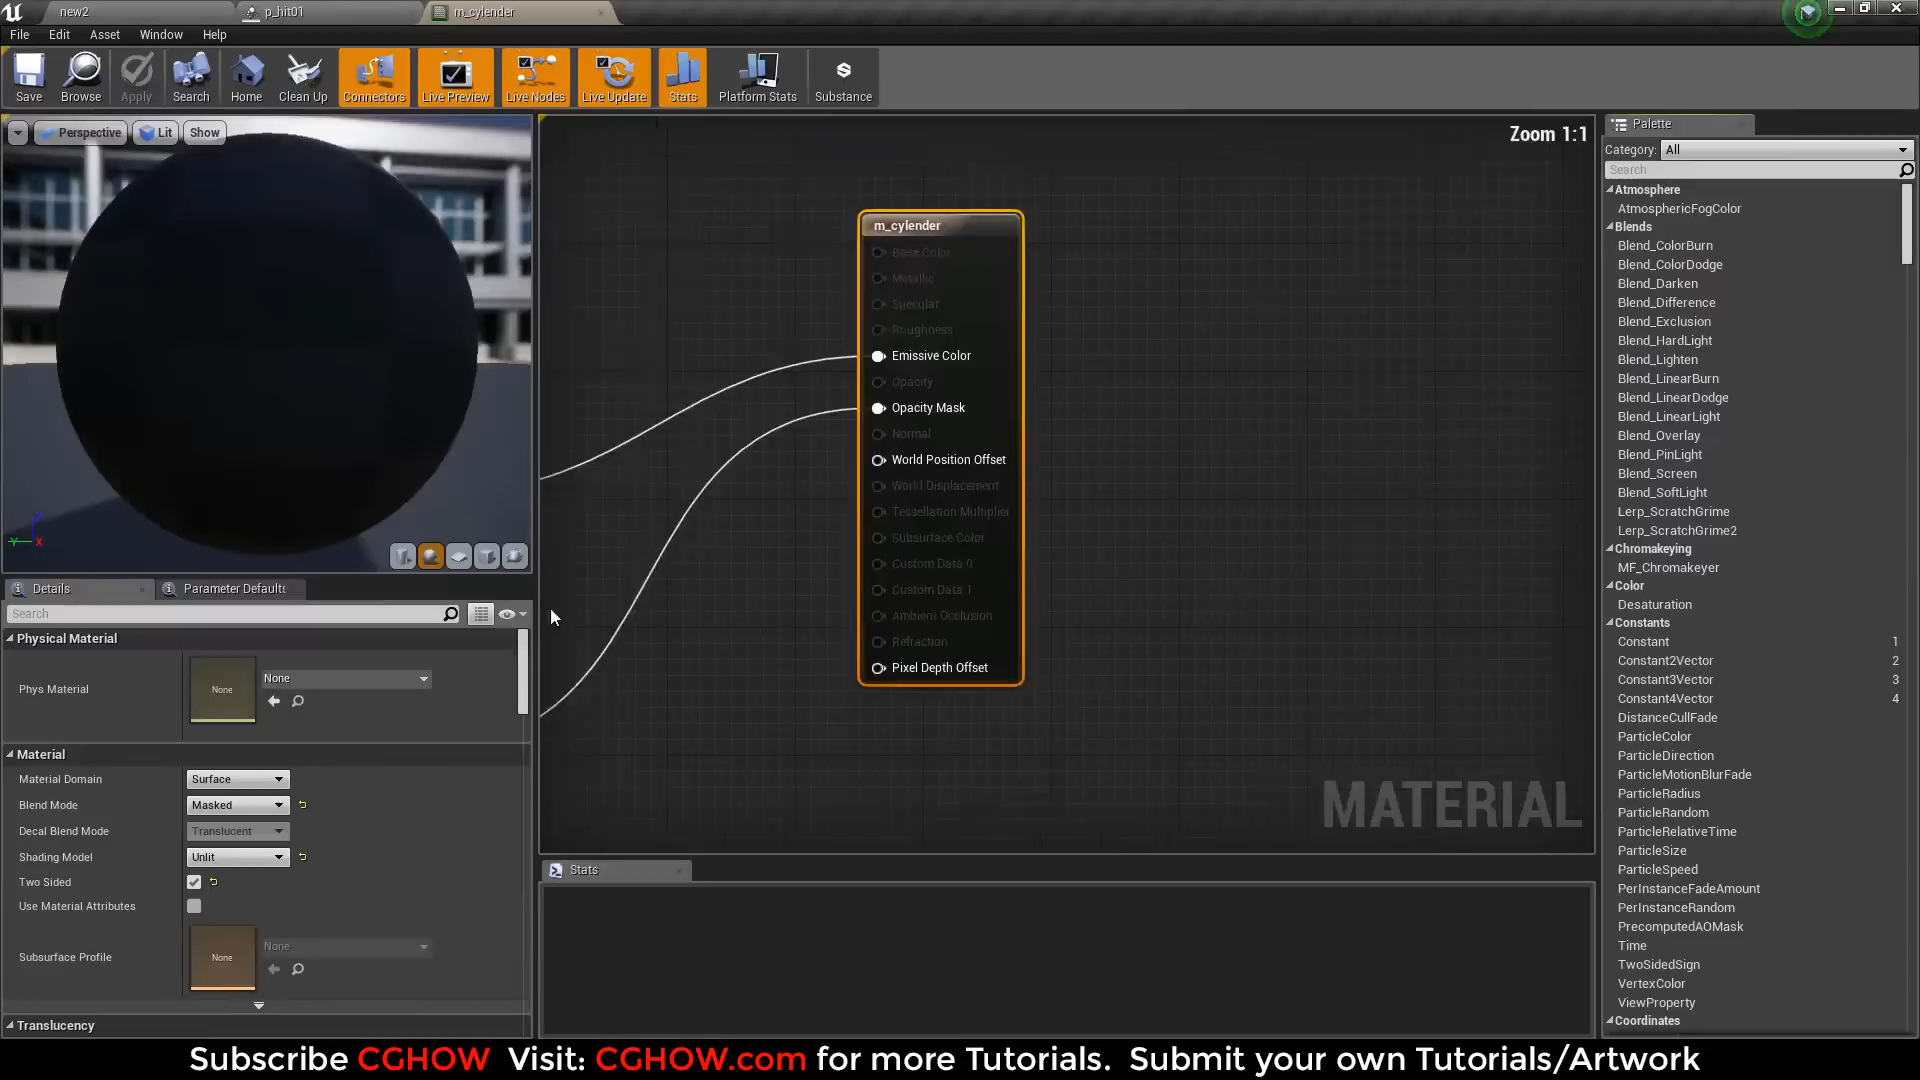 new2
p_hit01
m_cylender
File
Edit
Asset
Window
Help
Save
Browse
Apply
Search
Home
Clean Up
Connectors
Live Preview
Live Nodes
Live Update
Stats
Platform Stats
Substance
Perspective
Lit
Show
Z
Y
X
Details
Parameter Defaults
Search
Physical Material
Phys Material
None
None
Material
Material Domain
Surface
Blend Mode
Masked
Decal Blend Mode
Translucent
Shading Model
Unlit
Two Sided
Use Material Attributes
Subsurface Profile
None
None
Translucency
Zoom 1:1
m_cylender
Base Color
Metallic
Specular
Roughness
Emissive Color
Opacity
Opacity Mask
Normal
World Position Offset
World Displacement
Tessellation Multiplier
Subsurface Color
Custom Data 0
Custom Data 1
Ambient Occlusion
Refraction
Pixel Depth Offset
MATERIAL
Stats
Palette
Category: All
Search
Atmosphere
AtmosphericFogColor
Blends
Blend_ColorBurn
Blend_ColorDodge
Blend_Darken
Blend_Difference
Blend_Exclusion
Blend_HardLight
Blend_Lighten
Blend_LinearBurn
Blend_LinearDodge
Blend_LinearLight
Blend_Overlay
Blend_PinLight
Blend_Screen
Blend_SoftLight
Lerp_ScratchGrime
Lerp_ScratchGrime2
Chromakeying
MF_Chromakeyer
Color
Desaturation
Constants
Constant 1
Constant2Vector 2
Constant3Vector 3
Constant4Vector 4
DistanceCullFade
ParticleColor
ParticleDirection
ParticleMotionBlurFade
ParticleRadius
ParticleRandom
ParticleRelativeTime
ParticleSize
ParticleSpeed
PerInstanceFadeAmount
PerInstanceRandom
PrecomputedAOMask
Time
TwoSidedSign
VertexColor
ViewProperty
Coordinates
Subscribe CGHOW Visit: CGHOW.com for more Tutorials. Submit your own Tutorials/Artwork